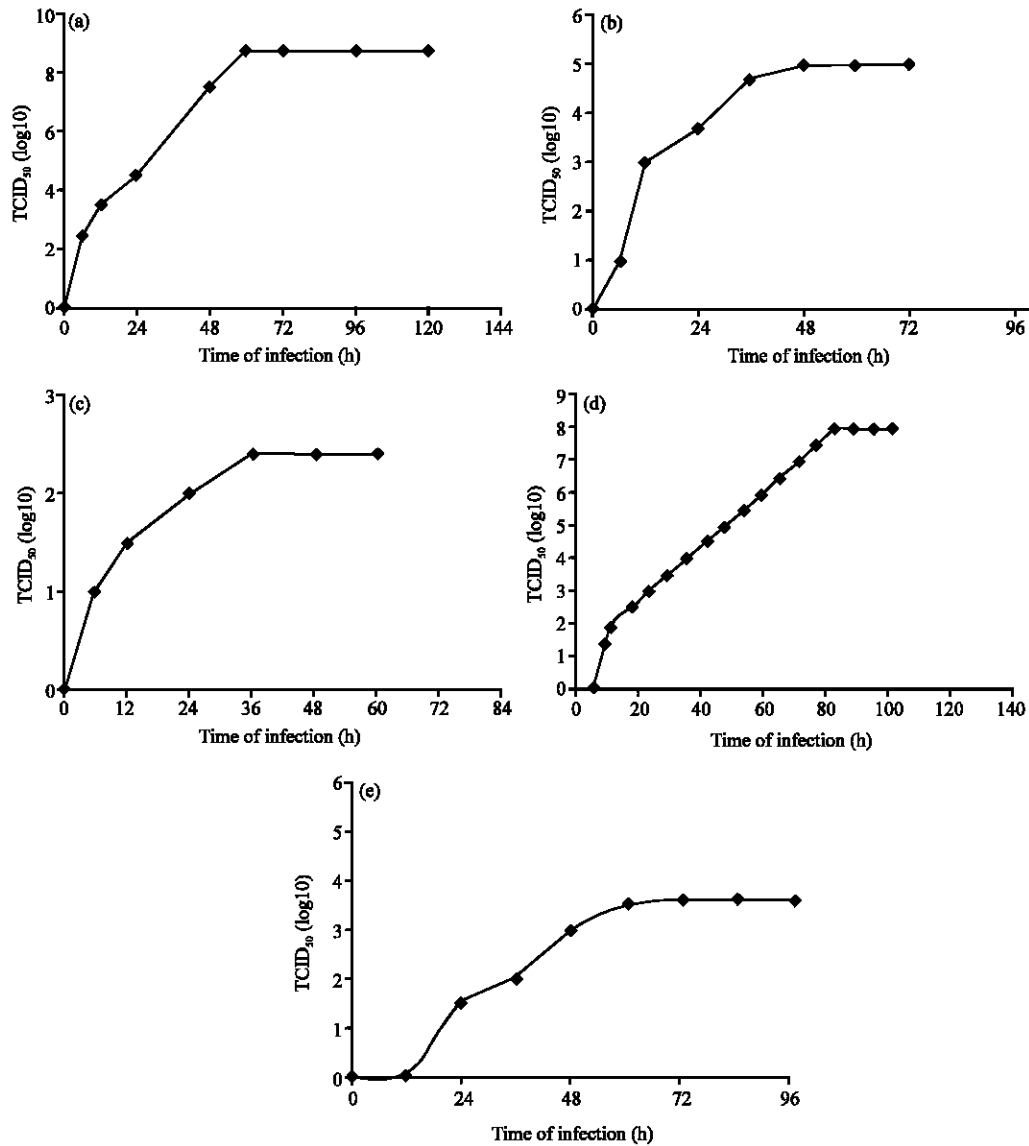 (a)
10
8
6
4
2
0
TCID₅₀ (log10)
0 24 48 72 96 120 144
Time of infection (h)
(b)
6
5
4
3
2
1
0
TCID₅₀ (log10)
0 24 48 72 96
Time of infection (h)
(c)
3
2
1
0
TCID₅₀ (log10)
0 12 24 36 48 60 72 84
Time of infection (h)
(d)
9
8
7
6
5
4
3
2
1
0
TCID₅₀ (log10)
0 20 40 60 80 100 120 140
Time of infection (h)
(e)
6
5
4
3
2
1
0
TCID₅₀ (log10)
0 24 48 72 96
Time of infection (h)